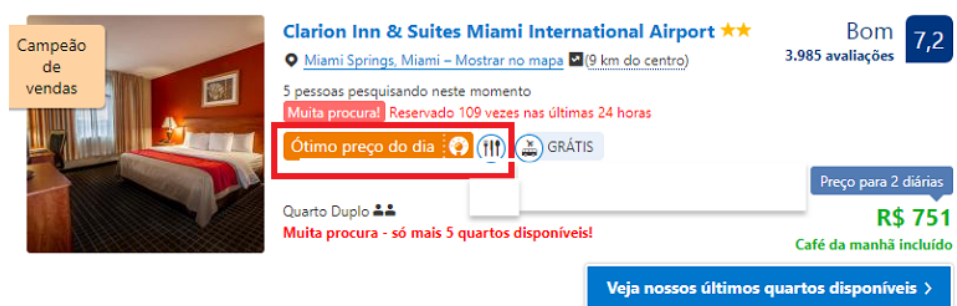 Campeão
de
vendas
Clarion Inn & Suites Miami International Airport
Miami Springs, Miami – Mostrar no mapa (9 km do centro)
5 pessoas pesquisando neste momento
Muita procura! Reservado 109 vezes nas últimas 24 horas
Ótimo preço do dia GRÁTIS
Quarto Duplo
Muita procura - só mais 5 quartos disponíveis!
Bom 7,2
3.985 avaliações
Preço para 2 diárias
R$ 751
Café da manhã incluído
Veja nossos últimos quartos disponíveis